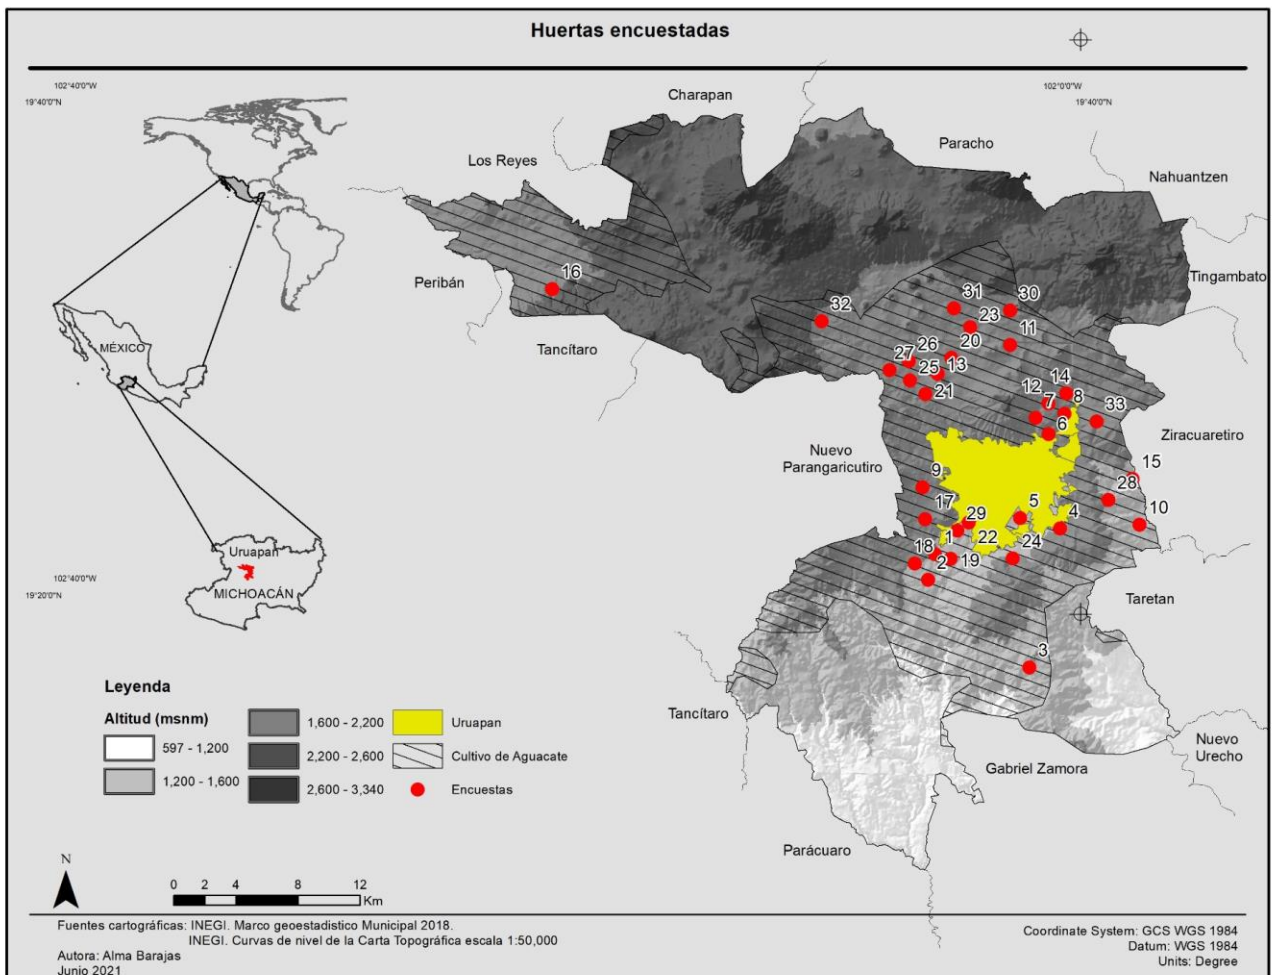 Huertas encuestadas
102°40'0"W
19°40'0"N
102°0'0"W
19°40'0"N
Charapan
Paracho
Los Reyes
Nahuantzen
Peribán
Tingambato
Tancítaro
16
32
31
30
23
11
20
26
13
27
25
21
14
12
8
7
33
6
Nuevo
Parangaricutiro
Ziracuaretiro
9
15
28
17
5
10
29
4
1
22
24
18
2
19
MÉXICO
Uruapan
MICHOACÁN
102°40'0"W
19°20'0"N
Taretan
3
Tancítaro
Nuevo
Urecho
Gabriel Zamora
Parácuaro
Leyenda
Altitud (msnm)
597 - 1,200
1,200 - 1,600
1,600 - 2,200
2,200 - 2,600
2,600 - 3,340
Uruapan
Cultivo de Aguacate
Encuestas
N
0 2 4 8 12
Km
Fuentes cartográficas: INEGI. Marco geoestadistico Municipal 2018.
INEGI. Curvas de nivel de la Carta Topográfica escala 1:50,000
Autora: Alma Barajas
Junio 2021
Coordinate System: GCS WGS 1984
Datum: WGS 1984
Units: Degree